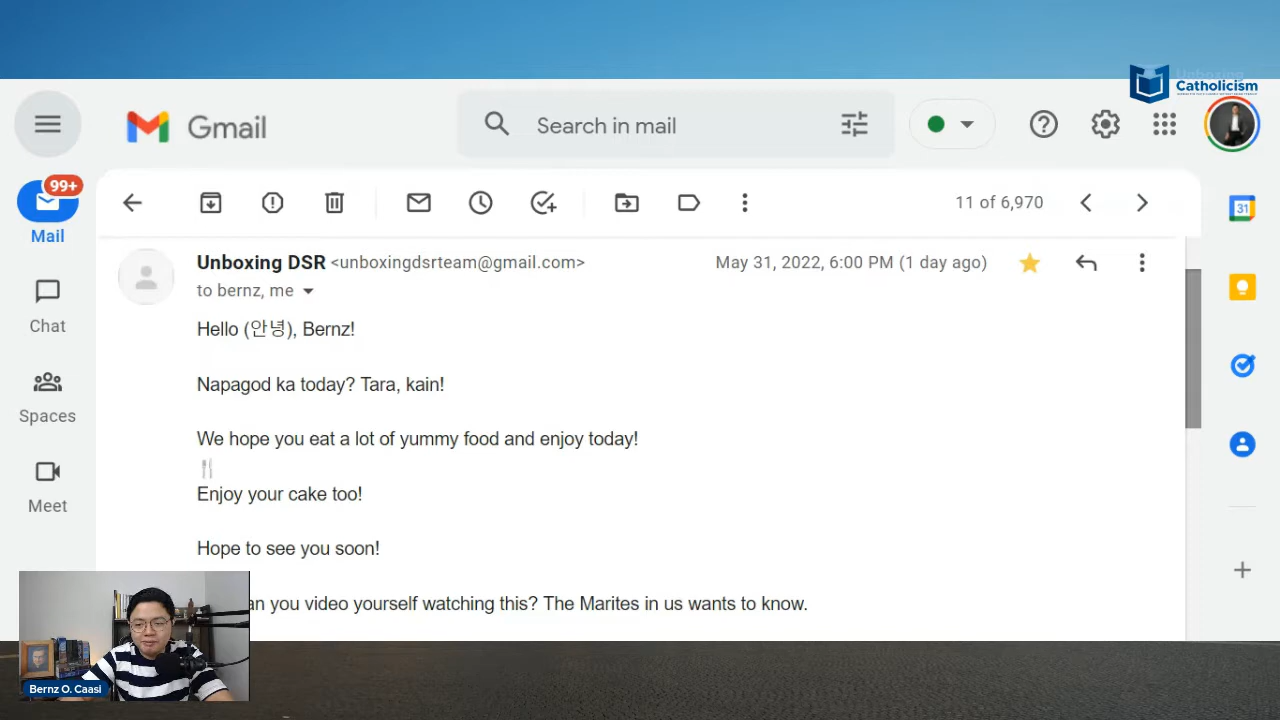 Unboxing
Catholicism
Gmail
Search in mail
99+
Mail
11 of 6,970
31
Unboxing DSR <unboxingdsrteam@gmail.com>
May 31, 2022, 6:00 PM (1 day ago)
to bernz, me
Chat
Hello (안녕), Bernz!
Napagod ka today? Tara, kain!
Spaces
We hope you eat a lot of yummy food and enjoy today!
Enjoy your cake too!
Meet
Hope to see you soon!
an you video yourself watching this? The Marites in us wants to know.
Bernz O. Caasi